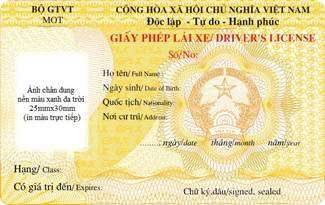 BỘ GTVT
MOT
CỘNG HÒA XÃ HỘI CHỦ NGHĨA VIỆT NAM
Độc lập - Tự do - Hạnh phúc
GIẤY PHÉP LÁI XE/ DRIVER'S LICENSE
Số/No:
Ảnh chân dung
nền màu xanh da trời
25mmx30mm
(in màu trực tiếp)
Họ tên/ Full Name:
Ngày sinh/ Date of Birth:
Quốc tịch/ Nationality:
Nơi cư trú/ Address:
ngày/date tháng/month năm/year
Hạng/ Class:
Có giá trị đến/ Expires:
Chữ ký dấu/signed, sealed